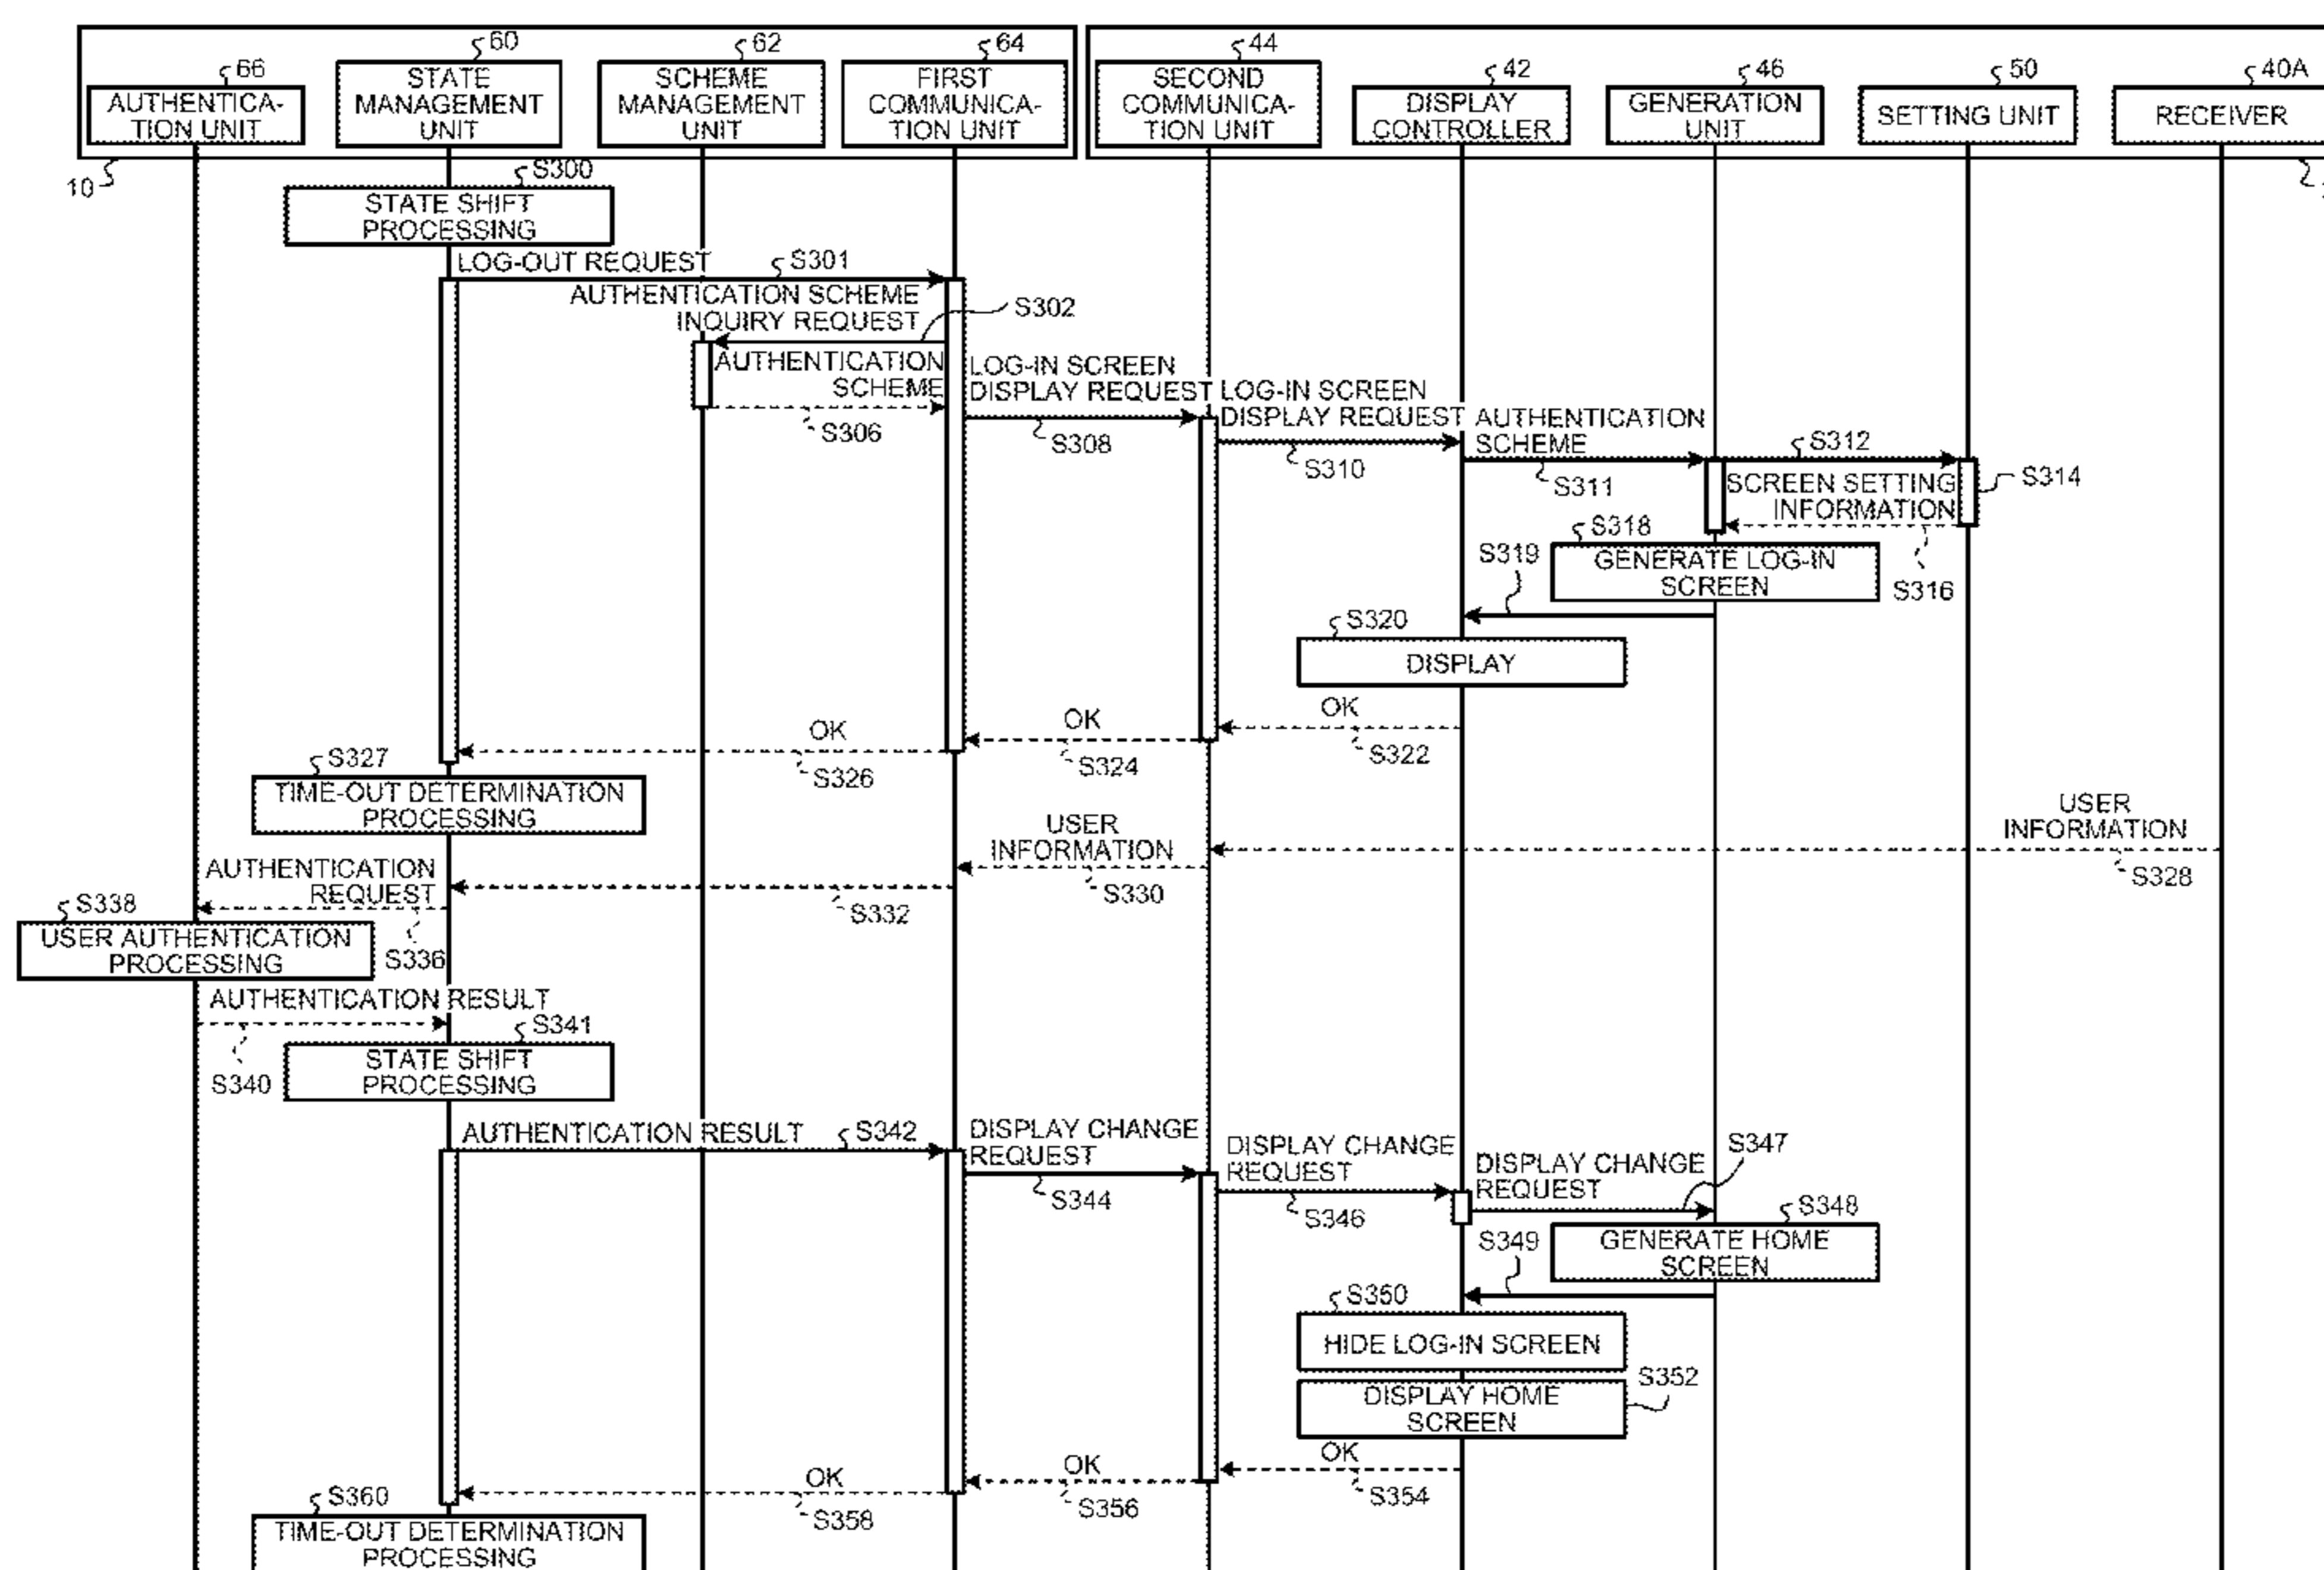 60
62
64
44
66
42
46
50
40A
AUTHENTICA-
TION UNIT
STATE
MANAGEMENT
UNIT
SCHEME
MANAGEMENT
UNIT
FIRST
COMMUNICA-
TION UNIT
SECOND
COMMUNICA-
TION UNIT
DISPLAY
CONTROLLER
GENERATION
UNIT
SETTING UNIT
RECEIVER
10
S300
STATE SHIFT
PROCESSING
LOG-OUT REQUEST
S301
AUTHENTICATION SCHEME
INQUIRY REQUEST
S302
AUTHENTICATION
SCHEME
S306
LOG-IN SCREEN
DISPLAY REQUEST
S308
LOG-IN SCREEN
DISPLAY REQUEST
S310
AUTHENTICATION
SCHEME
S311
S312
S314
SCREEN SETTING
INFORMATION
S316
S318
GENERATE LOG-IN
SCREEN
S319
S320
DISPLAY
OK
S322
OK
S324
OK
S326
S327
TIME-OUT DETERMINATION
PROCESSING
USER
INFORMATION
S328
USER
INFORMATION
S330
S332
AUTHENTICATION
REQUEST
S336
S338
USER AUTHENTICATION
PROCESSING
AUTHENTICATION RESULT
S340
S341
STATE SHIFT
PROCESSING
AUTHENTICATION RESULT
S342
DISPLAY CHANGE
REQUEST
S344
DISPLAY CHANGE
REQUEST
S346
DISPLAY CHANGE
REQUEST
S347
S348
GENERATE HOME
SCREEN
S349
S350
HIDE LOG-IN SCREEN
S352
DISPLAY HOME
SCREEN
OK
S354
OK
S356
OK
S358
S360
TIME-OUT DETERMINATION
PROCESSING